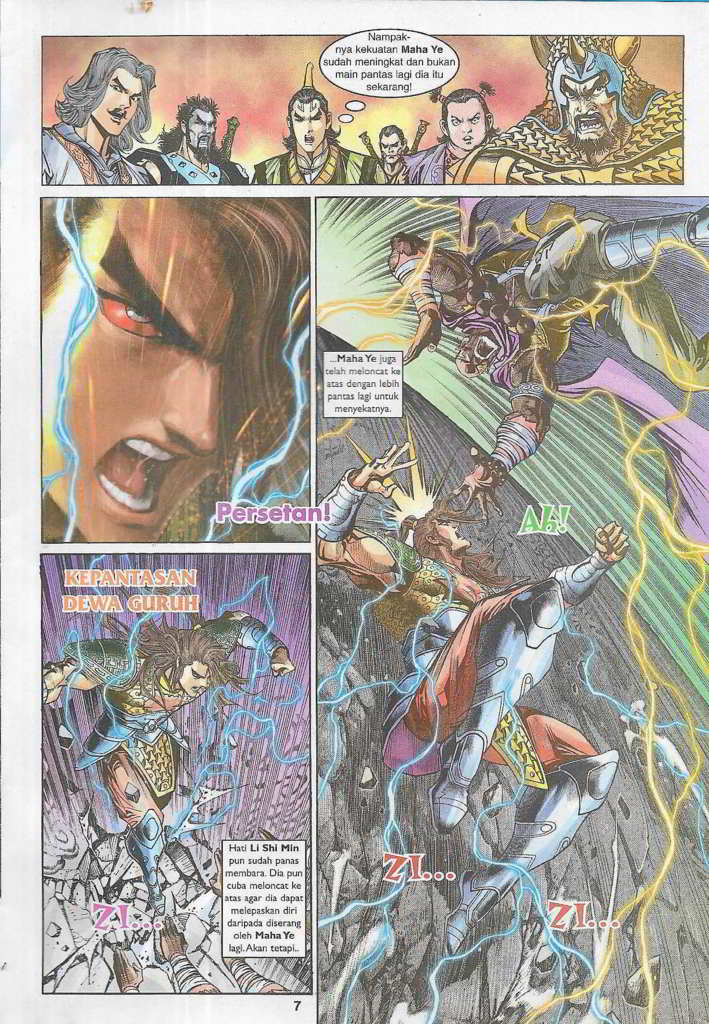 Nampak-
nya kekuatan Maha Ye
sudah meningkat dan bukan
main pantas lagi dia itu
sekarang!
Persetan!
KEPANTASAN
DEWA GURUH
Hati Li Shi Min
pun sudah panas
membara. Dia pun
cuba meloncat ke
atas agar dia dapat
melepaskan diri
daripada diserang
oleh Maha Ye
lagi. Akan tetapi..
ZI...
...Maha Ye juga
telah meloncat ke
atas dengan lebih
pantas lagi untuk
menyekatnya.
Ah!
ZI...
ZI...
7